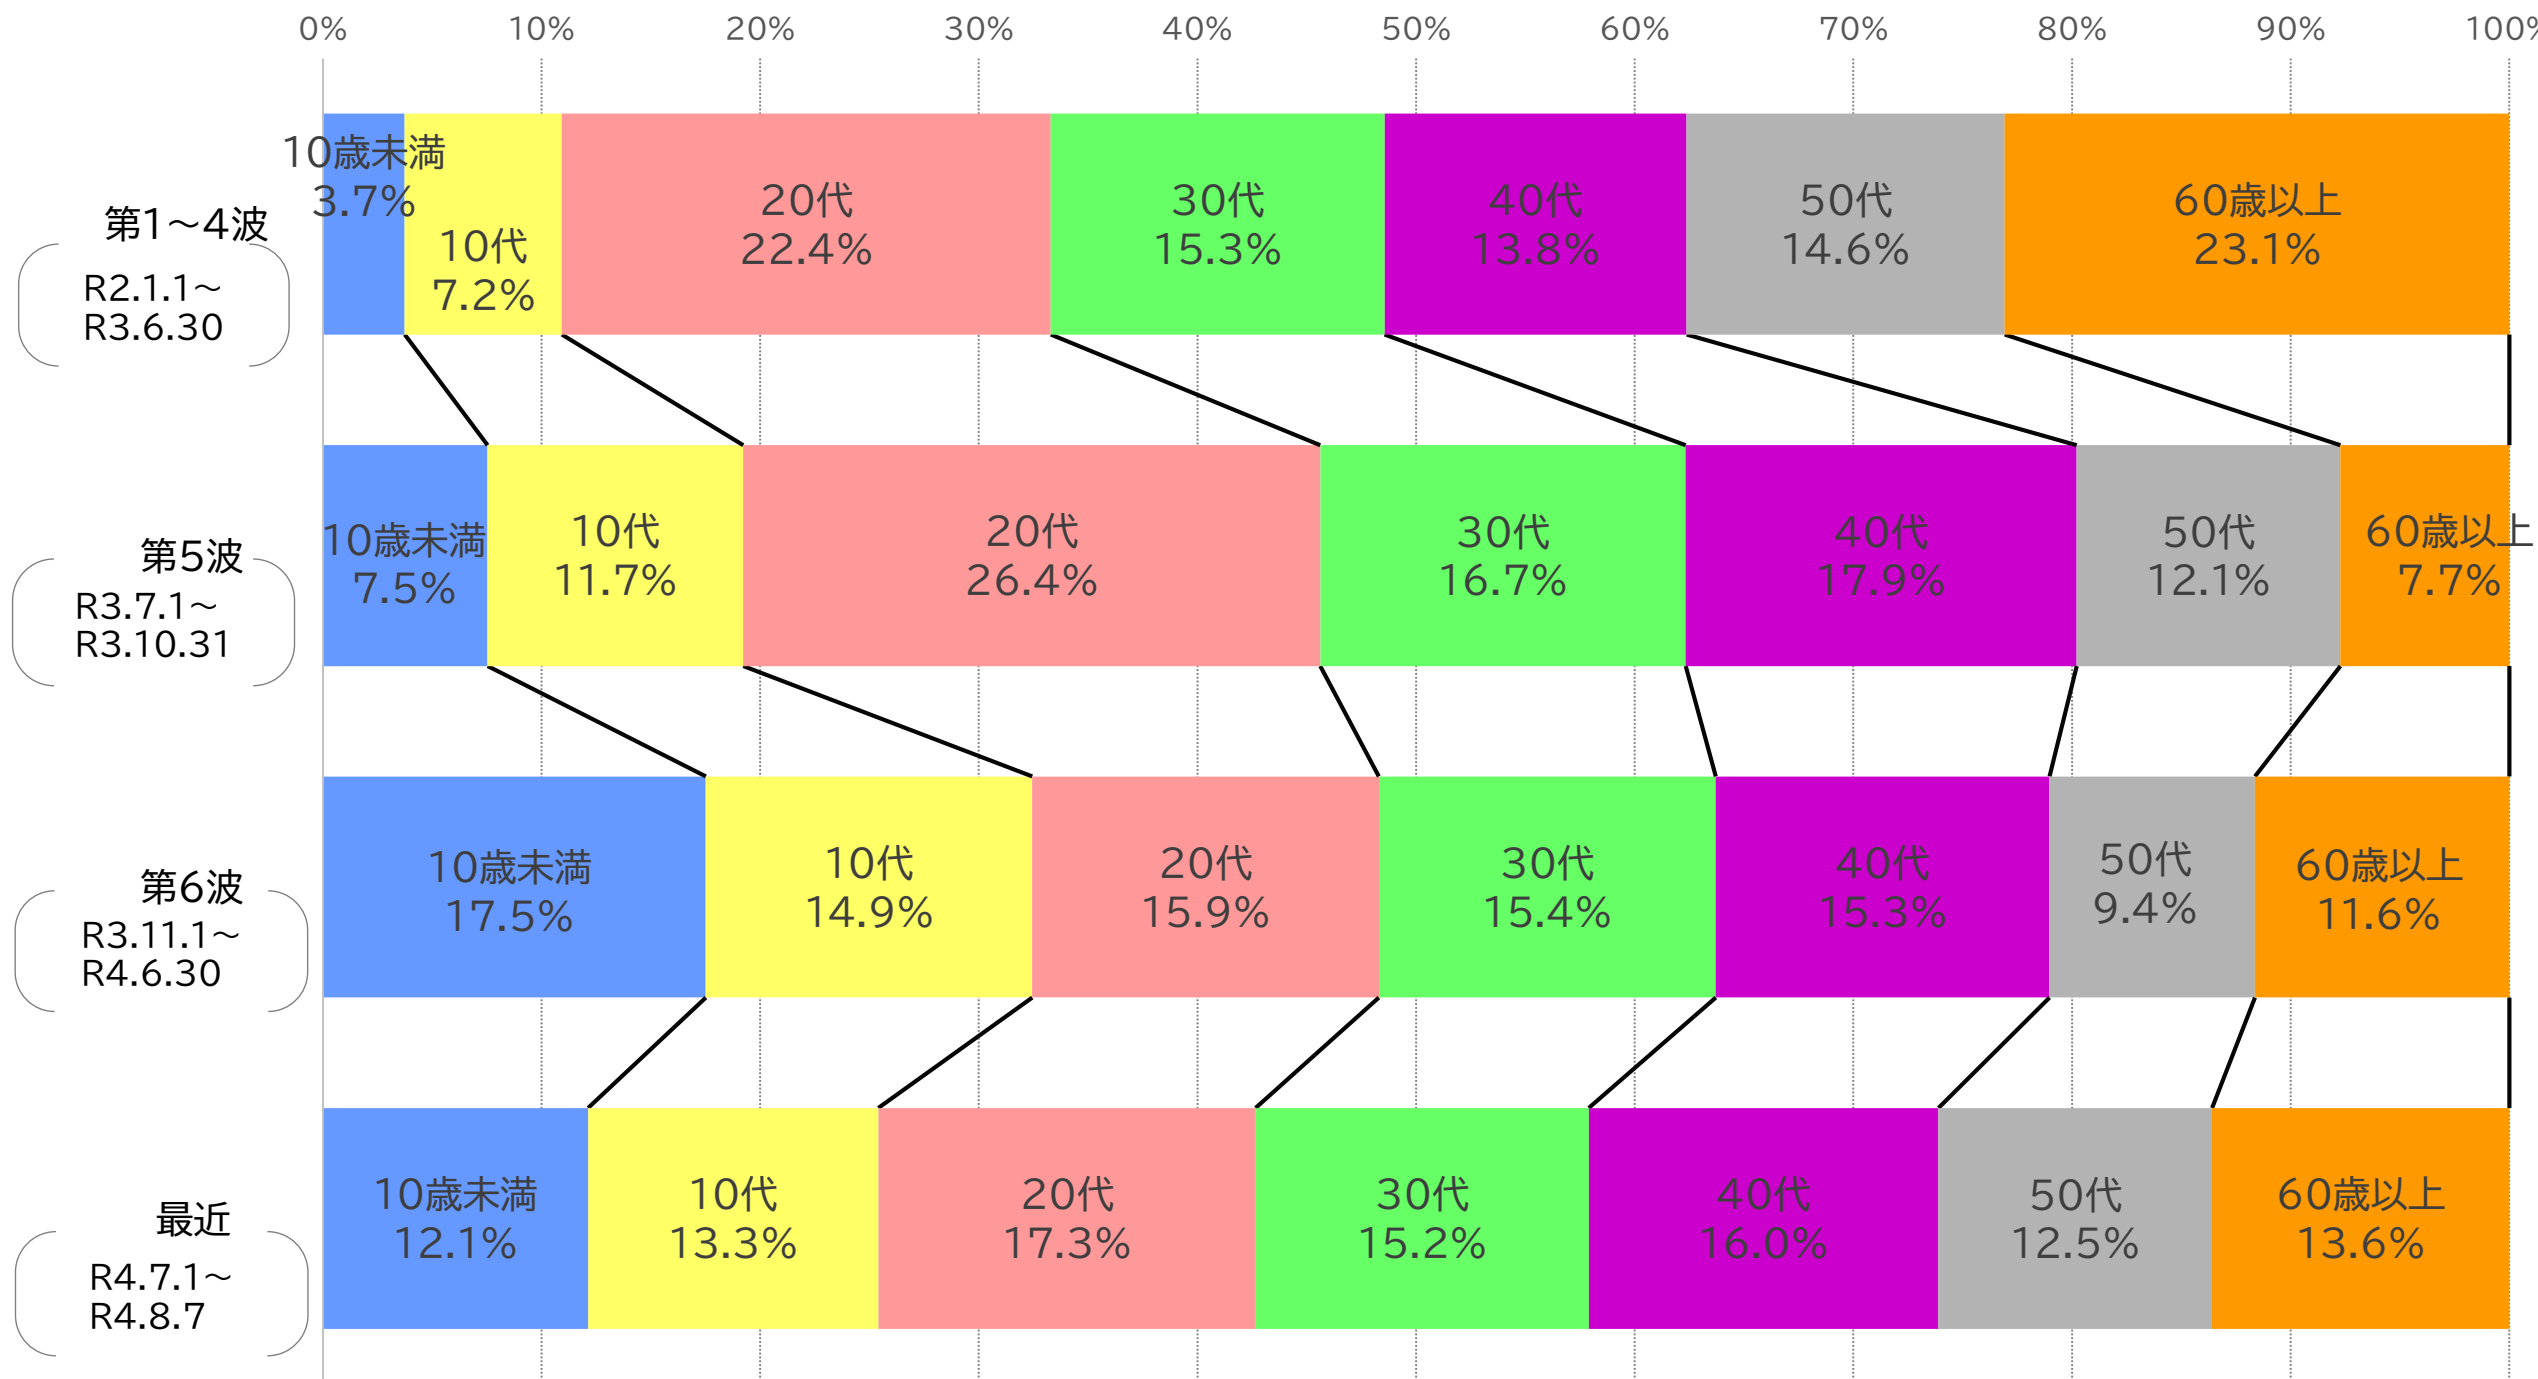 0% 10% 20% 30% 40% 50% 60% 70% 80% 90% 100%
第1～4波
R2.1.1～
R3.6.30
10歳未満
3.7%
10代
7.2%
20代
22.4%
30代
15.3%
40代
13.8%
50代
14.6%
60歳以上
23.1%
第5波
R3.7.1～
R3.10.31
10歳未満
7.5%
10代
11.7%
20代
26.4%
30代
16.7%
40代
17.9%
50代
12.1%
60歳以上
7.7%
第6波
R3.11.1～
R4.6.30
10歳未満
17.5%
10代
14.9%
20代
15.9%
30代
15.4%
40代
15.3%
50代
9.4%
60歳以上
11.6%
最近
R4.7.1～
R4.8.7
10歳未満
12.1%
10代
13.3%
20代
17.3%
30代
15.2%
40代
16.0%
50代
12.5%
60歳以上
13.6%